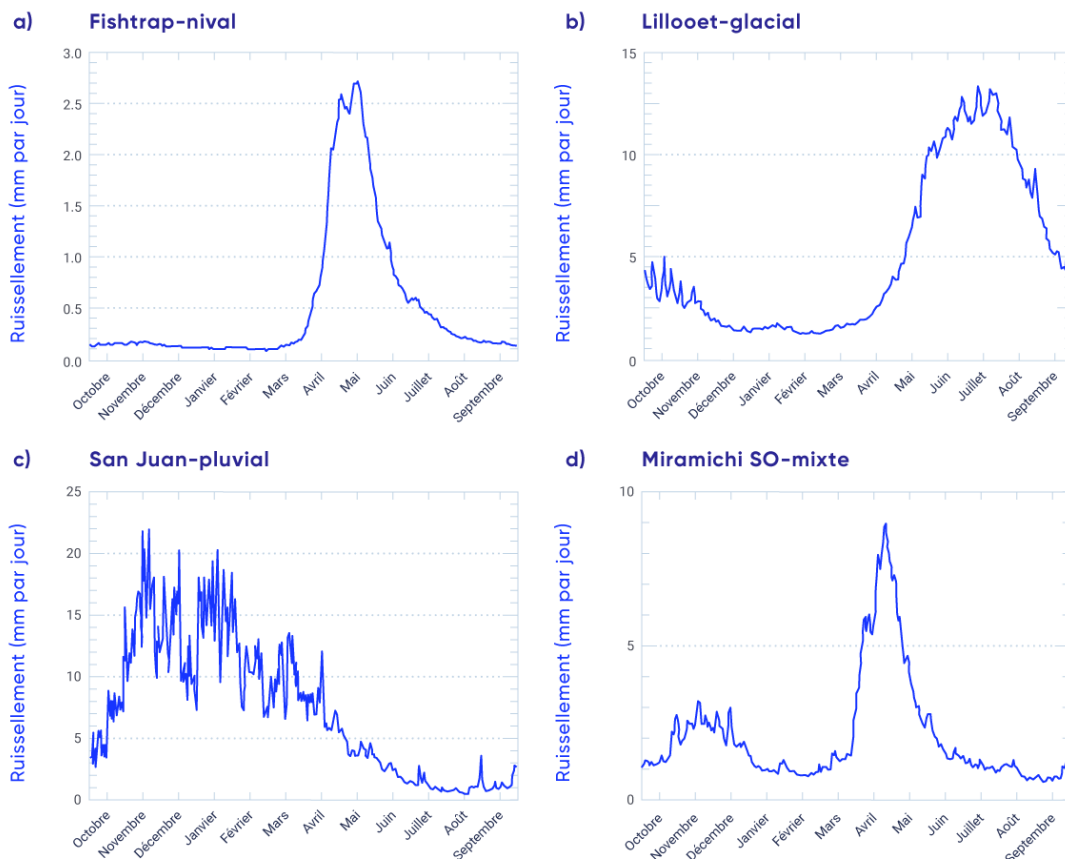 a) Fishtrap-nival
Ruissellement (mm par jour)
3.0
2.5
2.0
1.5
1.0
0.5
0.0
Octobre
Novembre
Décembre
Janvier
Février
Mars
Avril
Mai
Juin
Juillet
Août
Septembre
b) Lillooet-glacial
Ruissellement (mm par jour)
15
10
5
0
Octobre
Novembre
Décembre
Janvier
Février
Mars
Avril
Mai
Juin
Juillet
Août
Septembre
c) San Juan-pluvial
Ruissellement (mm par jour)
25
20
15
10
5
0
Octobre
Novembre
Décembre
Janvier
Février
Mars
Avril
Mai
Juin
Juillet
Août
Septembre
d) Miramichi SO-mixte
Ruissellement (mm par jour)
10
5
0
Octobre
Novembre
Décembre
Janvier
Février
Mars
Avril
Mai
Juin
Juillet
Août
Septembre